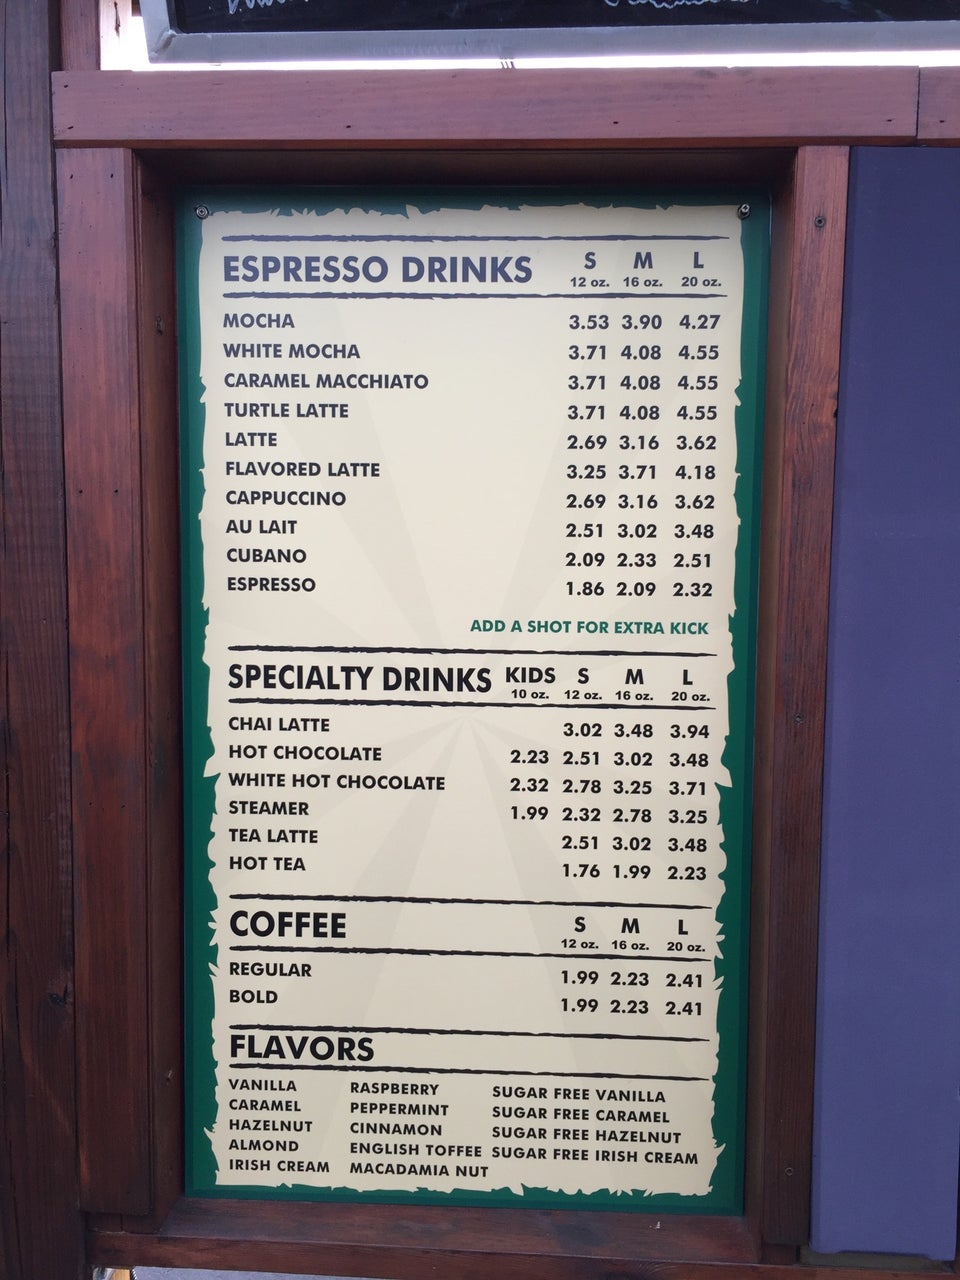 ESPRESSO DRINKS S M L
12 oz. 16 oz. 20 oz.
MOCHA 3.53 3.90 4.27
WHITE MOCHA 3.71 4.08 4.55
CARAMEL MACCHIATO 3.71 4.08 4.55
TURTLE LATTE 3.71 4.08 4.55
LATTE 2.69 3.16 3.62
FLAVORED LATTE 3.25 3.71 4.18
CAPPUCCINO 2.69 3.16 3.62
AU LAIT 2.51 3.02 3.48
CUBANO 2.09 2.33 2.51
ESPRESSO 1.86 2.09 2.32
ADD A SHOT FOR EXTRA KICK
SPECIALTY DRINKS KIDS S M L
10 oz. 12 oz. 16 oz. 20 oz.
CHAI LATTE 3.02 3.48 3.94
HOT CHOCOLATE 2.23 2.51 3.02 3.48
WHITE HOT CHOCOLATE 2.32 2.78 3.25 3.71
STEAMER 1.99 2.32 2.78 3.25
TEA LATTE 2.51 3.02 3.48
HOT TEA 1.76 1.99 2.23
COFFEE S M L
12 oz. 16 oz. 20 oz.
REGULAR 1.99 2.23 2.41
BOLD 1.99 2.23 2.41
FLAVORS
VANILLA RASPBERRY SUGAR FREE VANILLA
CARAMEL PEPPERMINT SUGAR FREE CARAMEL
HAZELNUT CINNAMON SUGAR FREE HAZELNUT
ALMOND ENGLISH TOFFEE SUGAR FREE IRISH CREAM
IRISH CREAM MACADAMIA NUT